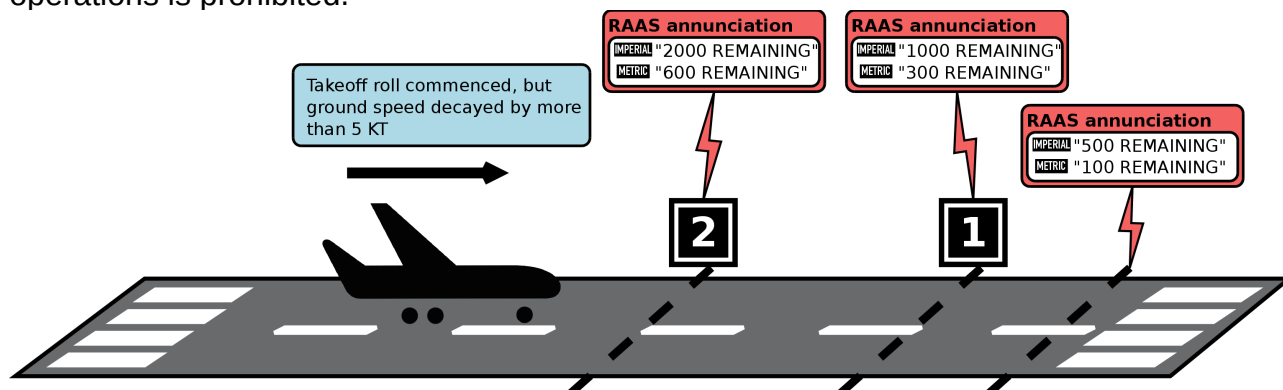 operations is prohibited.
RAAS annunciation
IMPERIAL "2000 REMAINING"
METRIC "600 REMAINING"
RAAS annunciation
IMPERIAL "1000 REMAINING"
METRIC "300 REMAINING"
Takeoff roll commenced, but
ground speed decayed by more
than 5 KT
RAAS annunciation
IMPERIAL "500 REMAINING"
METRIC "100 REMAINING"
2
1